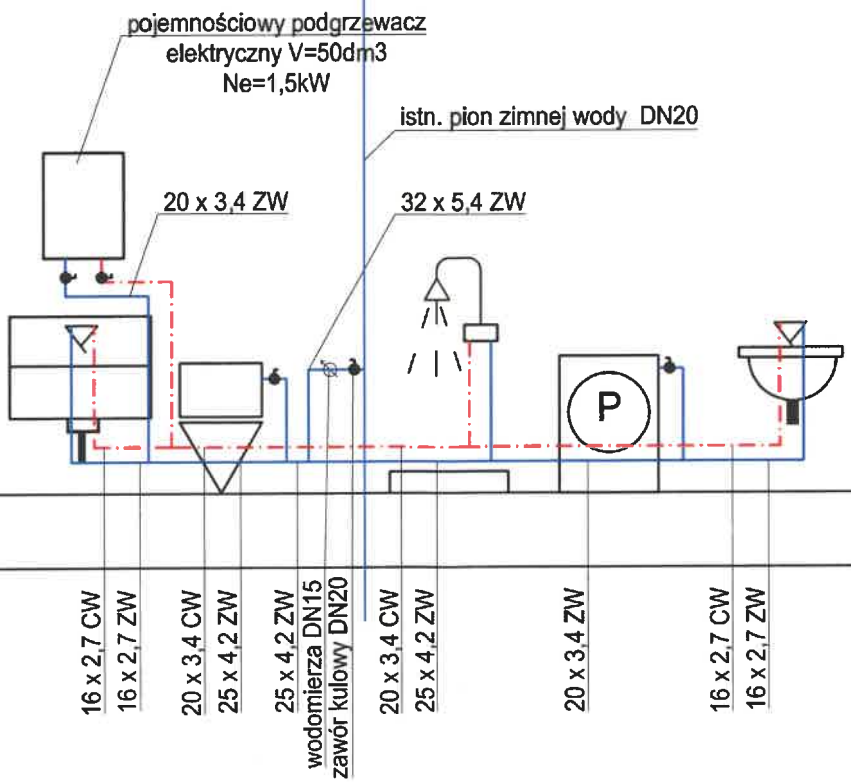 pojemnościowy podgrzewacz
elektryczny V=50dm3
Ne=1,5kW
istn. pion zimnej wody DN20
20 x 3,4 ZW
32 x 5,4 ZW
P
16 x 2,7 CW
16 x 2,7 ZW
20 x 3,4 CW
25 x 4,2 ZW
25 x 4,2 ZW
wodomierza DN15
zawór kulowy DN20
20 x 3,4 CW
25 x 4,2 ZW
20 x 3,4 ZW
16 x 2,7 CW
16 x 2,7 ZW